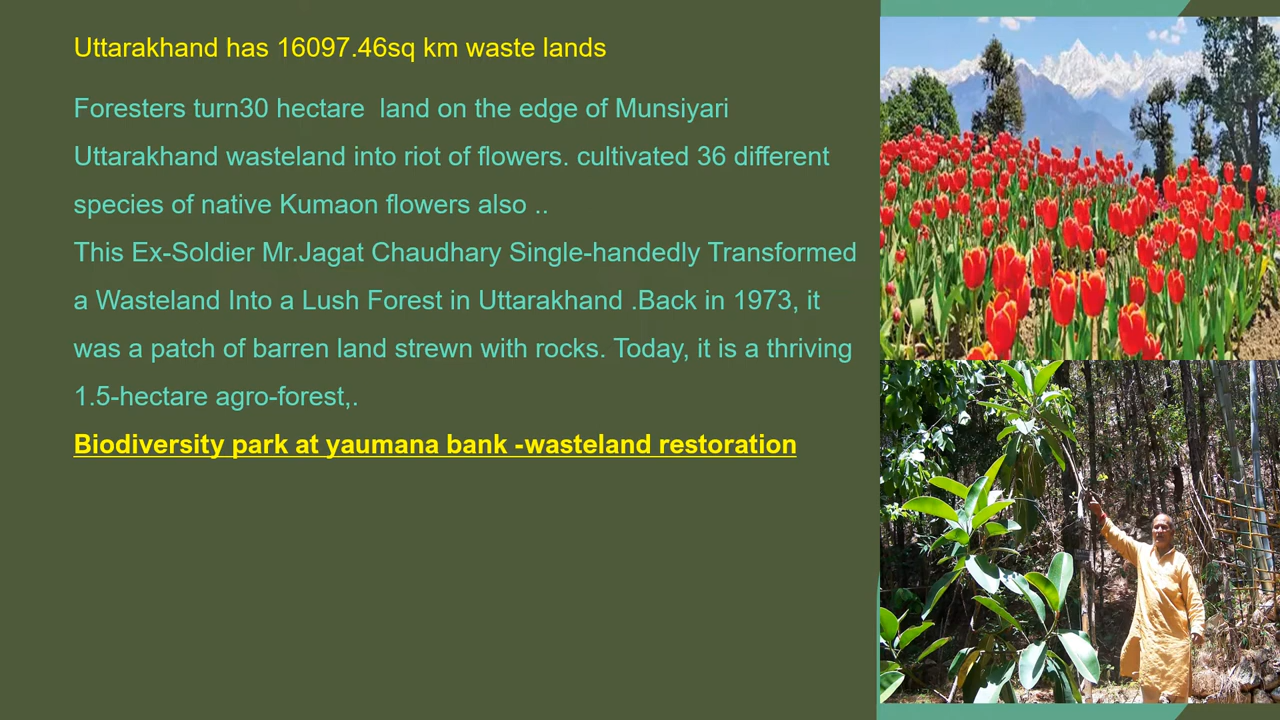 Uttarakhand has 16097.46sq km waste lands
Foresters turn30 hectare  land on the edge of Munsiyari
Uttarakhand wasteland into riot of flowers. cultivated 36 different
species of native Kumaon flowers also ..
This Ex-Soldier Mr.Jagat Chaudhary Single-handedly Transformed
a Wasteland Into a Lush Forest in Uttarakhand .Back in 1973, it
was a patch of barren land strewn with rocks. Today, it is a thriving
1.5-hectare agro-forest,.
Biodiversity park at yaumana bank -wasteland restoration